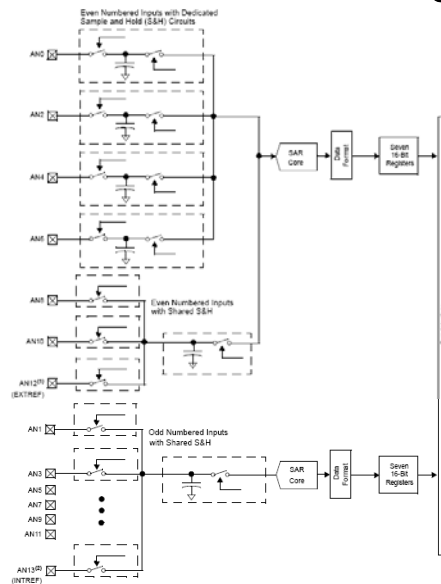 Even Numbered Inputs with Dedicated
Sample and Hold (S&H) Circuits
AN0
AN2
AN4
AN6
SAR
Core
Data
Format
Seven
16-Bit
Registers
AN8
Even Numbered Inputs
with Shared S&H
AN10
AN12(1)
(EXTREF)
AN1
Odd Numbered Inputs
with Shared S&H
AN3
AN5
AN7
AN9
AN11
SAR
Core
Data
Format
Seven
16-Bit
Registers
AN13(2)
(INTREF)